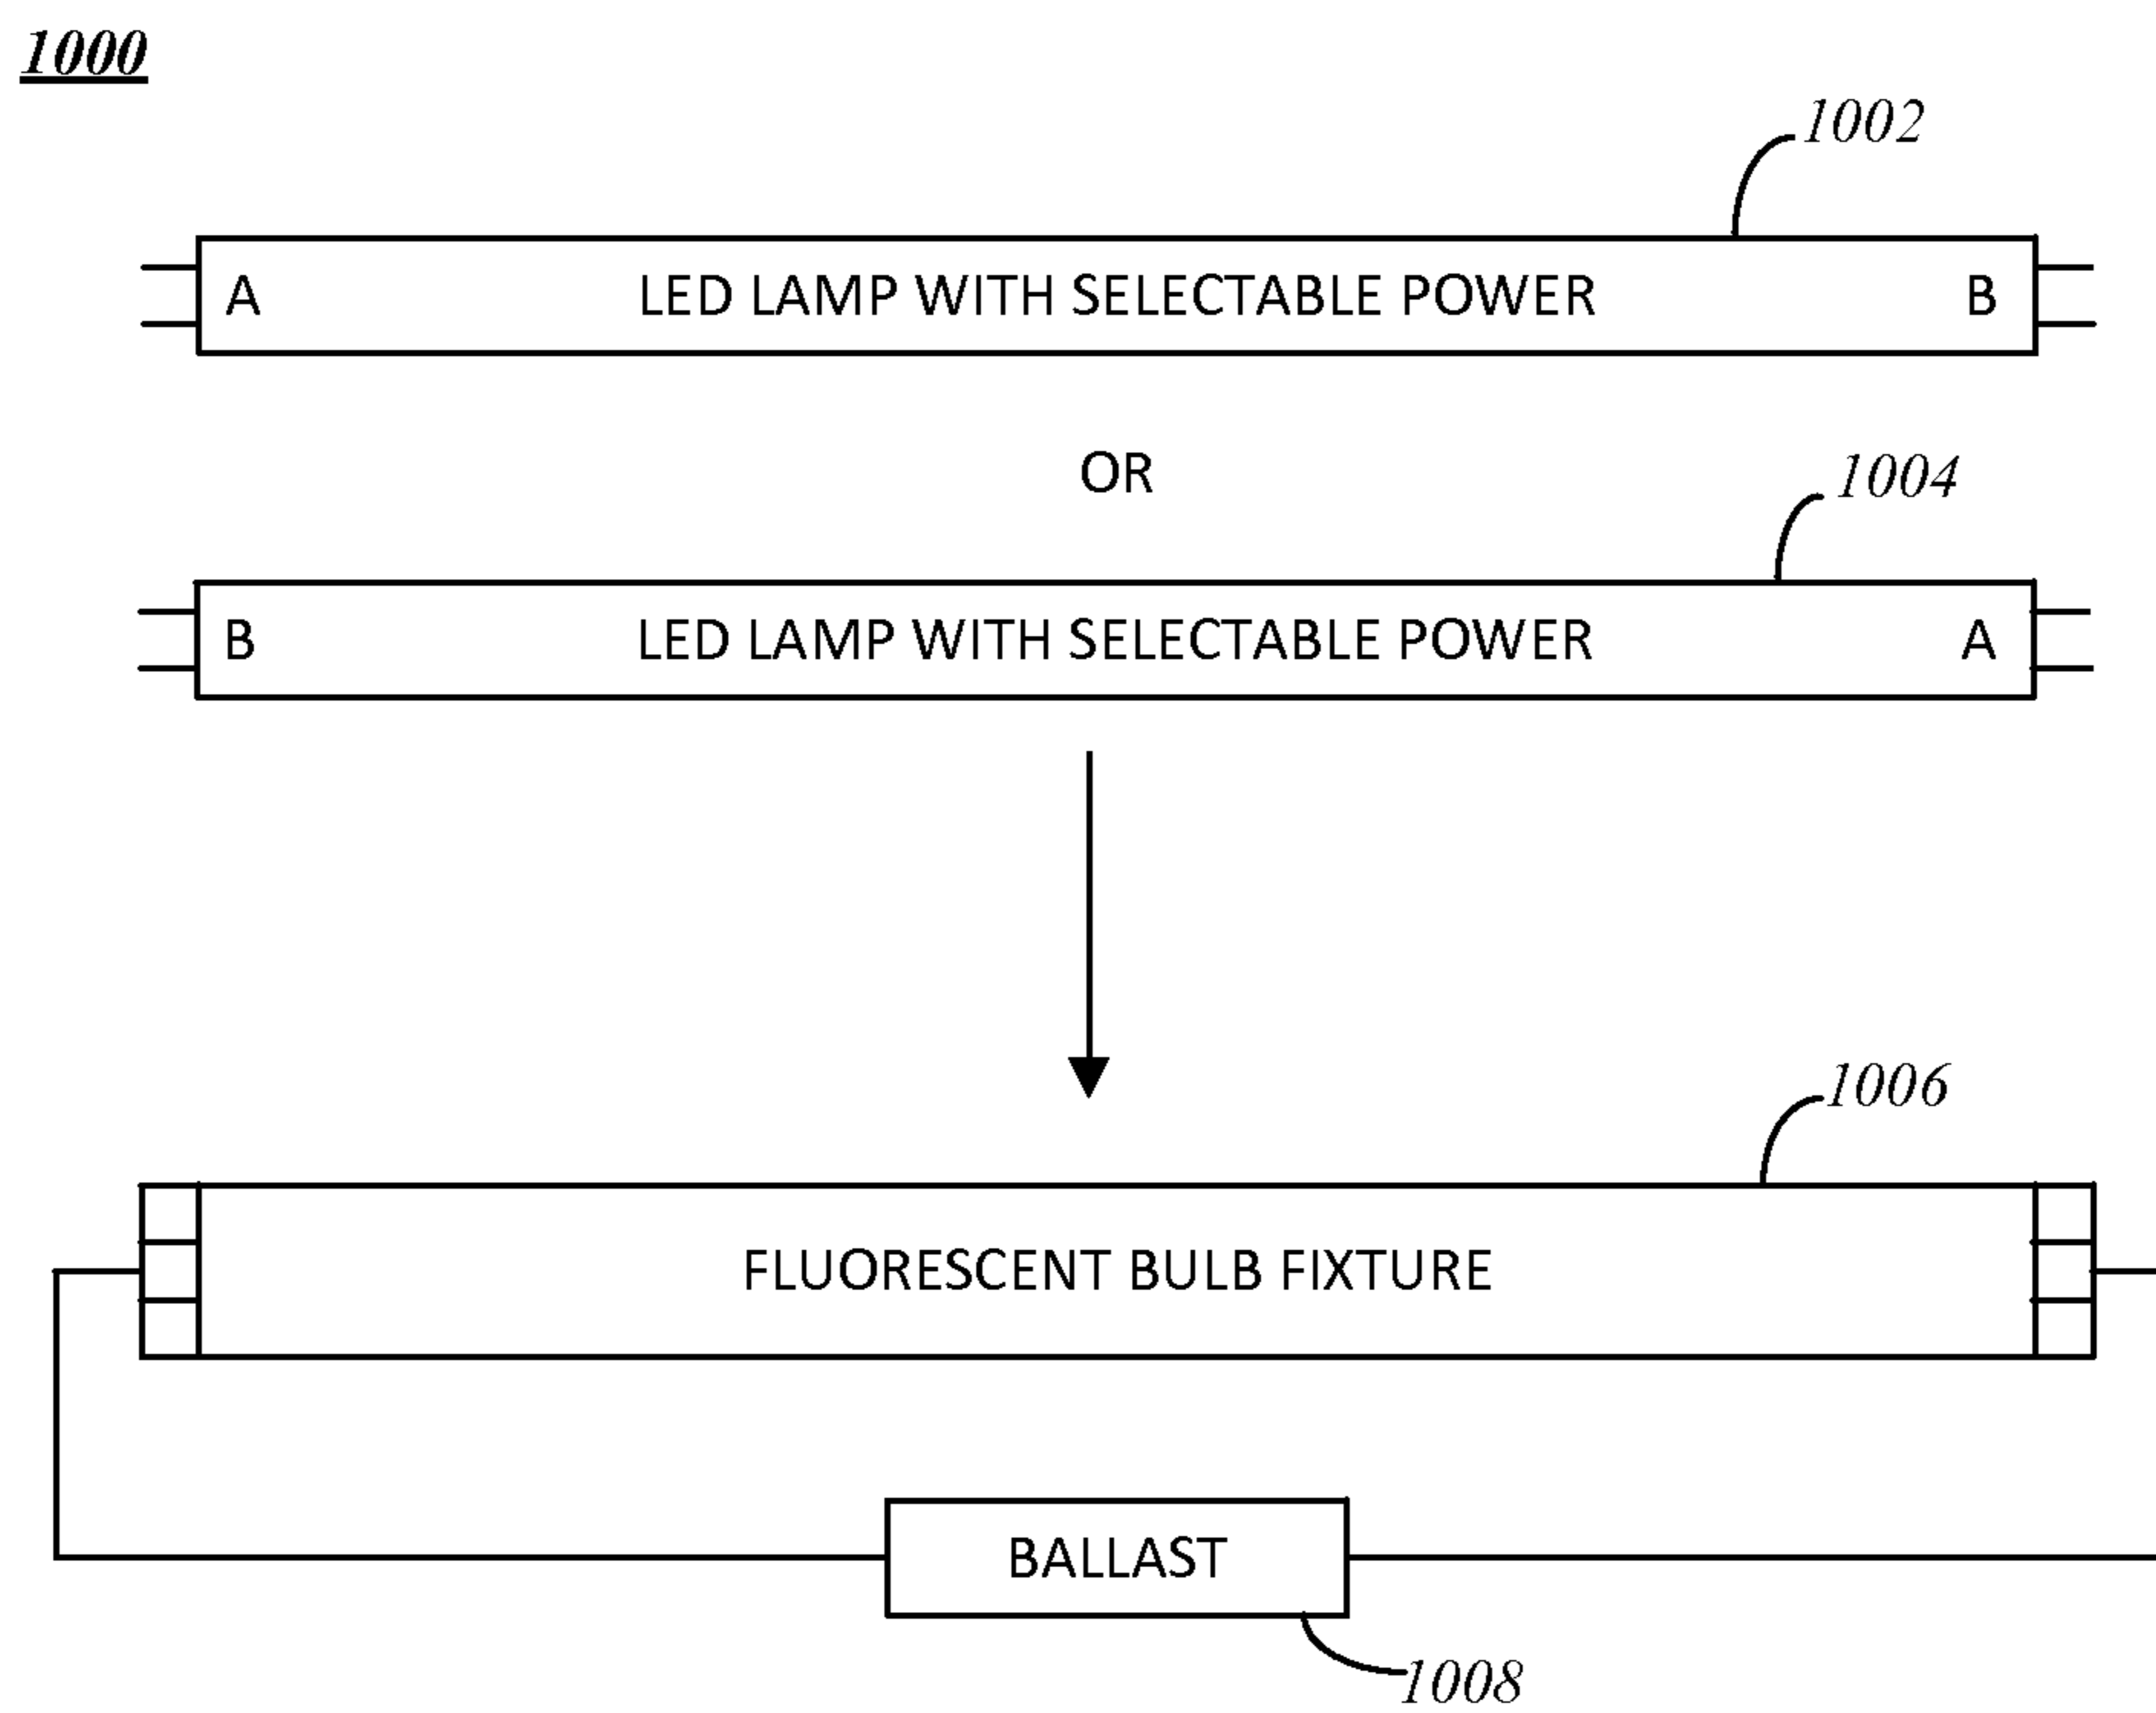 1000
1002
A LED LAMP WITH SELECTABLE POWER B
OR
1004
B LED LAMP WITH SELECTABLE POWER A
1006
FLUORESCENT BULB FIXTURE
BALLAST
1008